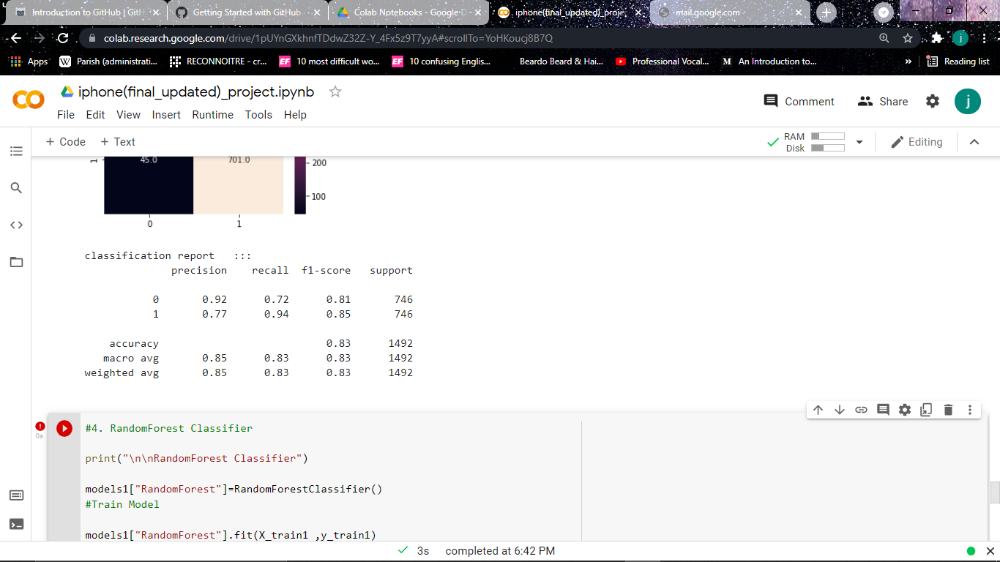 Introduction to GitHub | GitH
Getting Started with GitHub
Colab Notebooks - Google D
iphone(final_updated)_proje
mail.google.com
colab.research.google.com/drive/1pUYnGXkhnfTDdwZ32Z-Y_4Fx5z9T7yyA#scrollTo=YoHKoucj8B7Q
j
Apps
Parish (administrati...
RECONNOITRE - cr...
EF 10 most difficult wo...
EF 10 confusing Englis...
Beardo Beard & Hai...
Professional Vocal...
M An Introduction to...
»
Reading list
iphone(final_updated)_project.ipynb
Comment
Share
j
File Edit View Insert Runtime Tools Help
+ Code + Text
RAM
Disk
Editing
1
45.0 701.0
200
100
0 1
classification report :::
precision recall f1-score support
0 0.92 0.72 0.81 746
1 0.77 0.94 0.85 746
accuracy 0.83 1492
macro avg 0.85 0.83 0.83 1492
weighted avg 0.85 0.83 0.83 1492
0s
#4. RandomForest Classifier
print("\n\nRandomForest Classifier")
models1["RandomForest"]=RandomForestClassifier()
#Train Model
models1["RandomForest"].fit(X_train1 ,y_train1)
3s completed at 6:42 PM